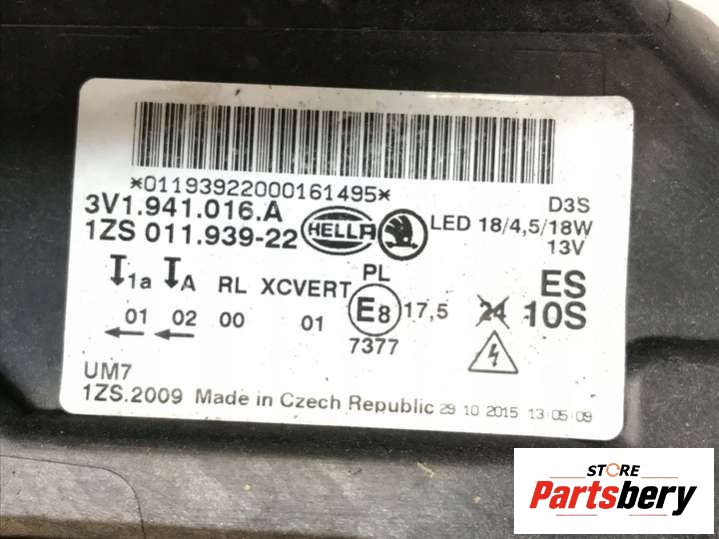 *01193922000161495*
3V1.941.016.A
D3S
1ZS 011.939-22
HELLA
LED 18/4,5/18W
13V
1a A RL XCVERT PL
ES
01 02 00 01 E8 17,5 24 10S
7377
UM7
1ZS.2009 Made in Czech Republic 29 10 2015 13:05:09
STORE
Partsbery